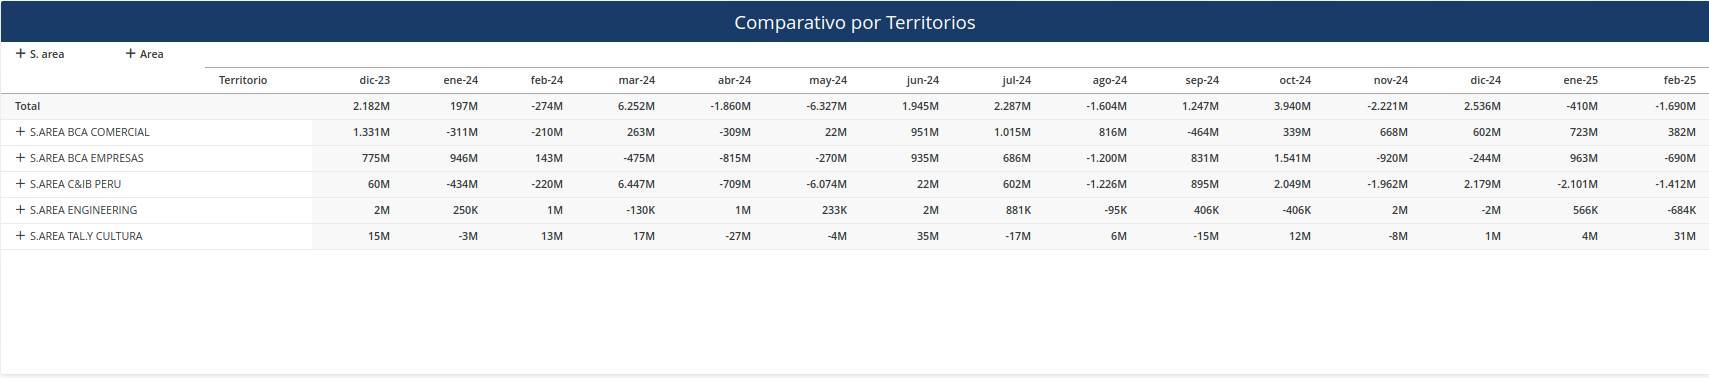 Comparativo por Territorios
+ S. area + Area
Territorio dic-23 ene-24 feb-24 mar-24 abr-24 may-24 jun-24 jul-24 ago-24 sep-24 oct-24 nov-24 dic-24 ene-25 feb-25
Total 2.182M 197M -274M 6.252M -1.860M -6.327M 1.945M 2.287M -1.604M 1.247M 3.940M -2.221M 2.536M -410M -1.690M
+ S.AREA BCA COMERCIAL 1.331M -311M -210M 263M -309M 22M 951M 1.015M 816M -464M 339M 668M 602M 723M 382M
+ S.AREA BCA EMPRESAS 775M 946M 143M -475M -815M -270M 935M 686M -1.200M 831M 1.541M -920M -244M 963M -690M
+ S.AREA C&IB PERU 60M -434M -220M 6.447M -709M -6.074M 22M 602M -1.226M 895M 2.049M -1.962M 2.179M -2.101M -1.412M
+ S.AREA ENGINEERING 2M 250K 1M -130K 1M 233K 2M 881K -95K 406K -406K 2M -2M 566K -684K
+ S.AREA TAL.Y CULTURA 15M -3M 13M 17M -27M -4M 35M -17M 6M -15M 12M -8M 1M 4M 31M